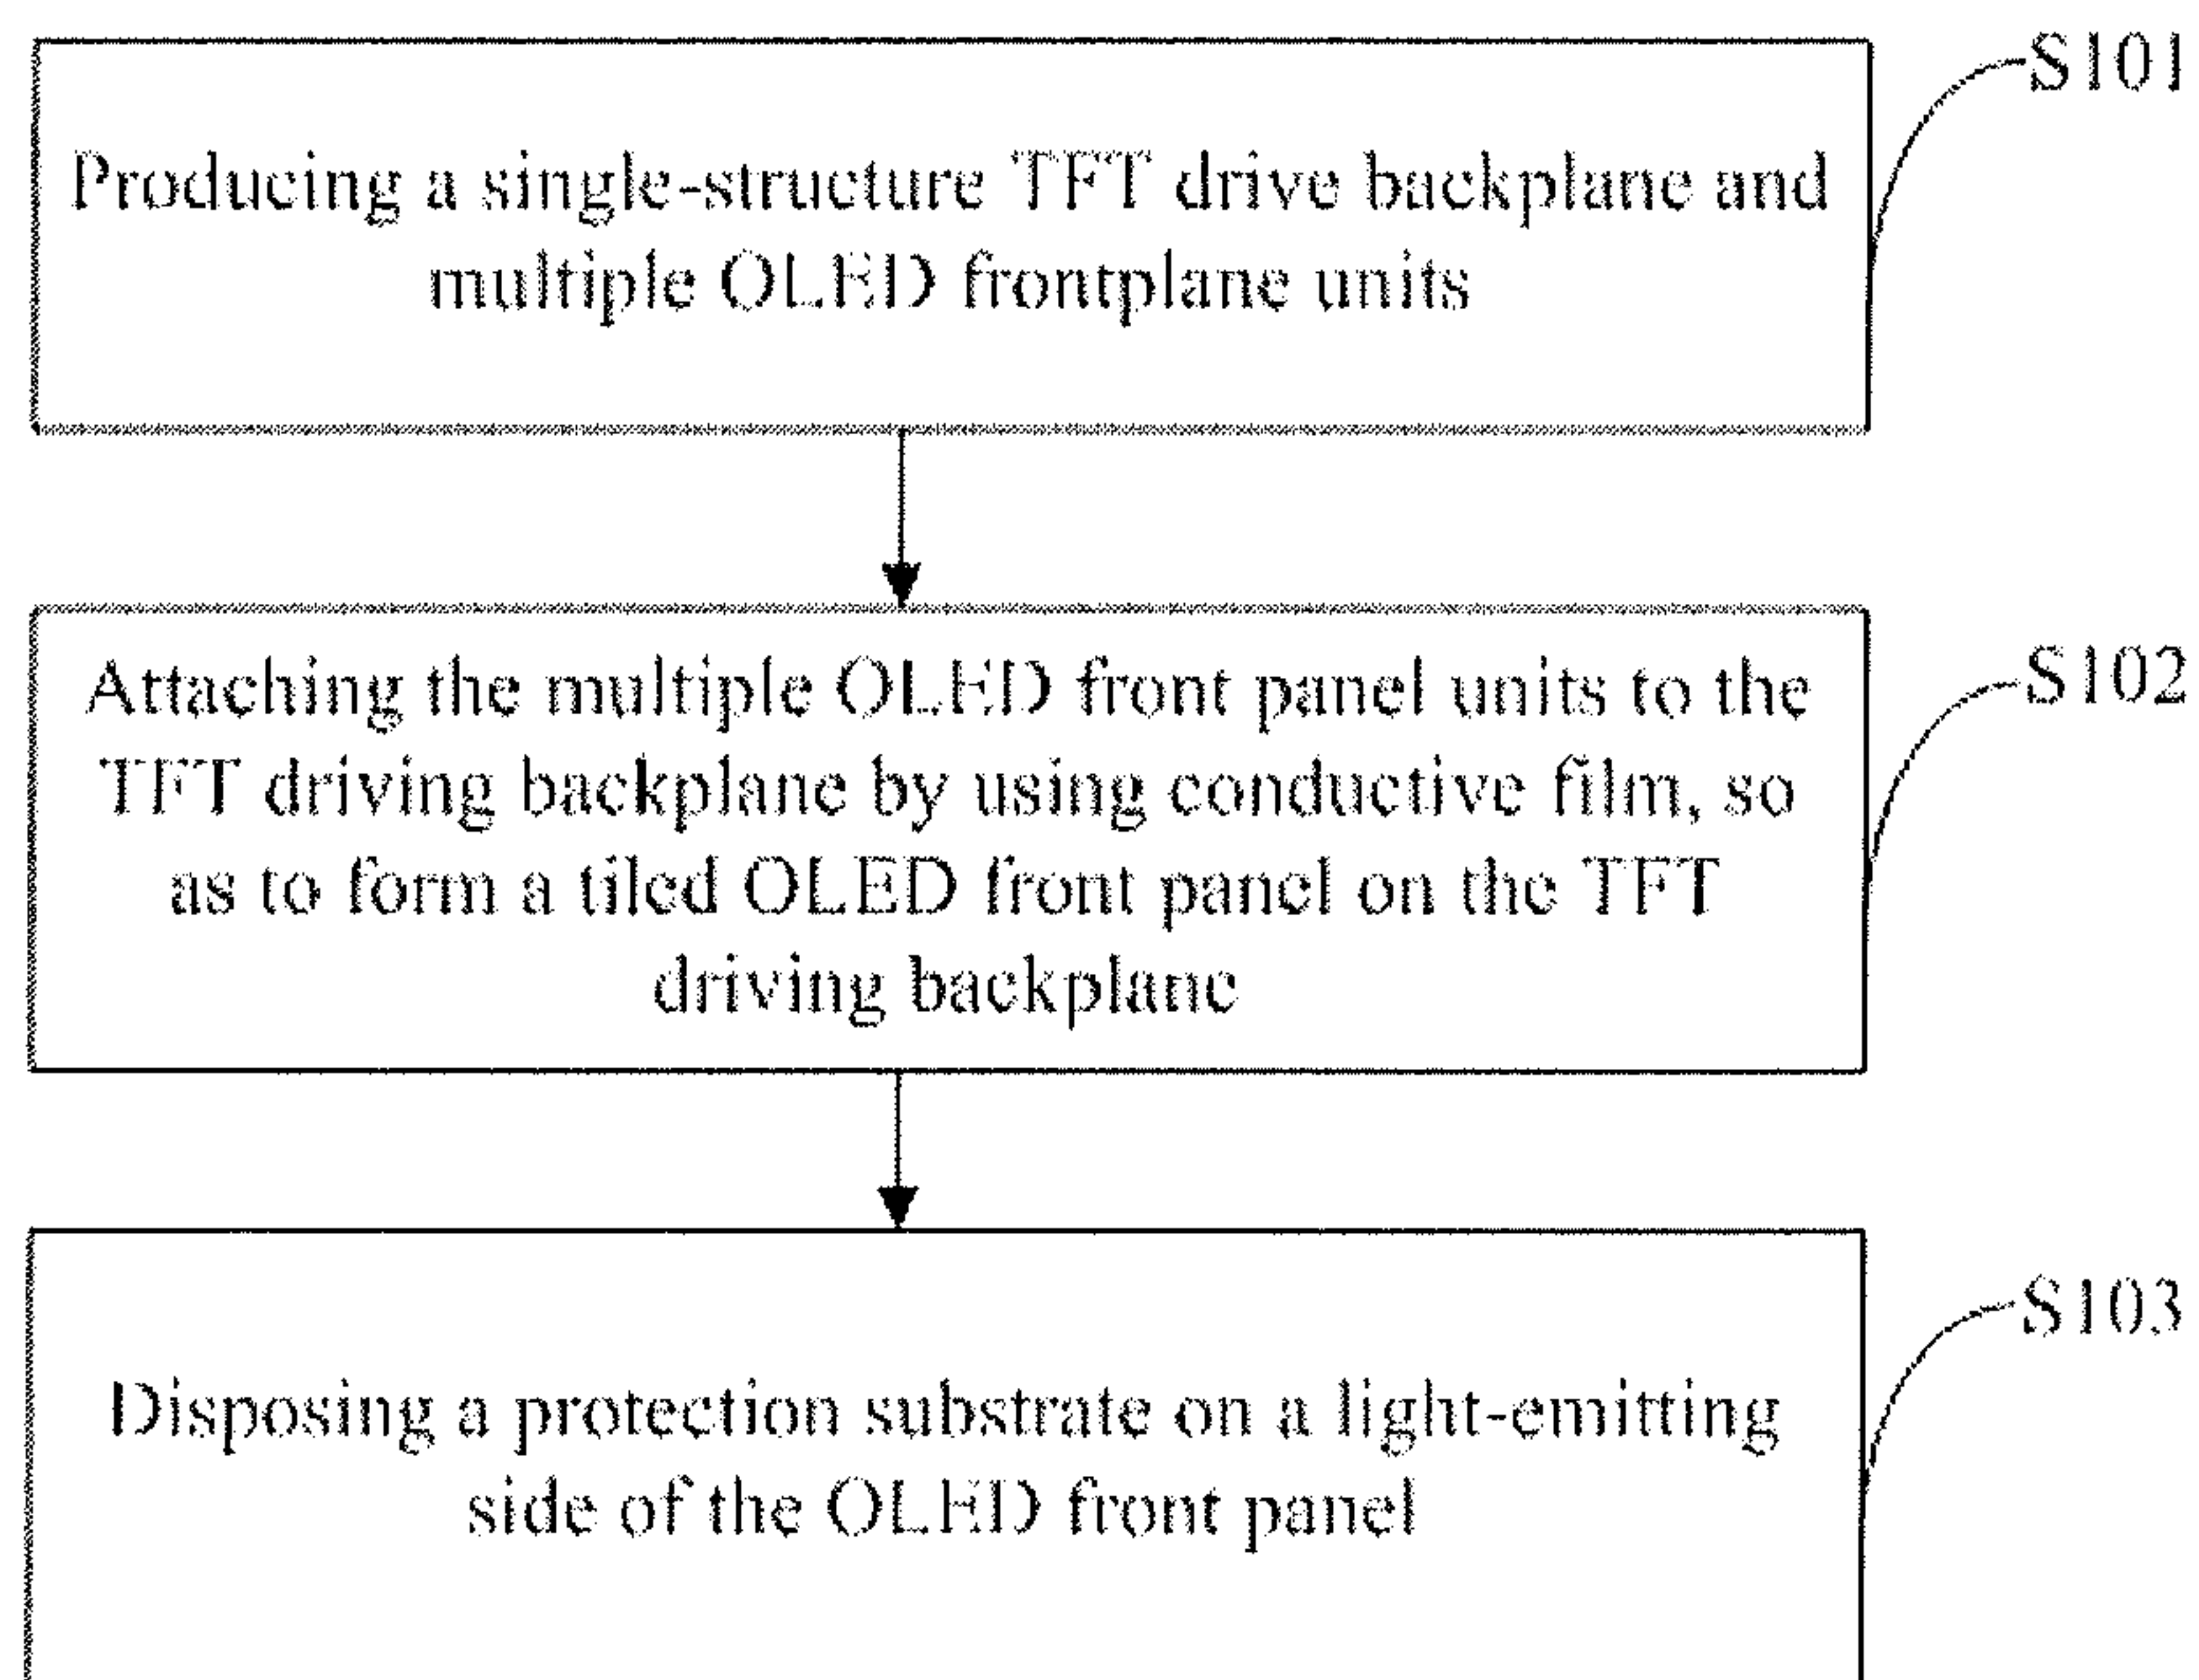 S101
Producing a single-structure TFT drive backplane and
multiple OLED frontplane units
S102
Attaching the multiple OLED front panel units to the
TFT driving backplane by using conductive film, so
as to form a tiled OLED front panel on the TFT
driving backplane
S103
Disposing a protection substrate on a light-emitting
side of the OLED front panel